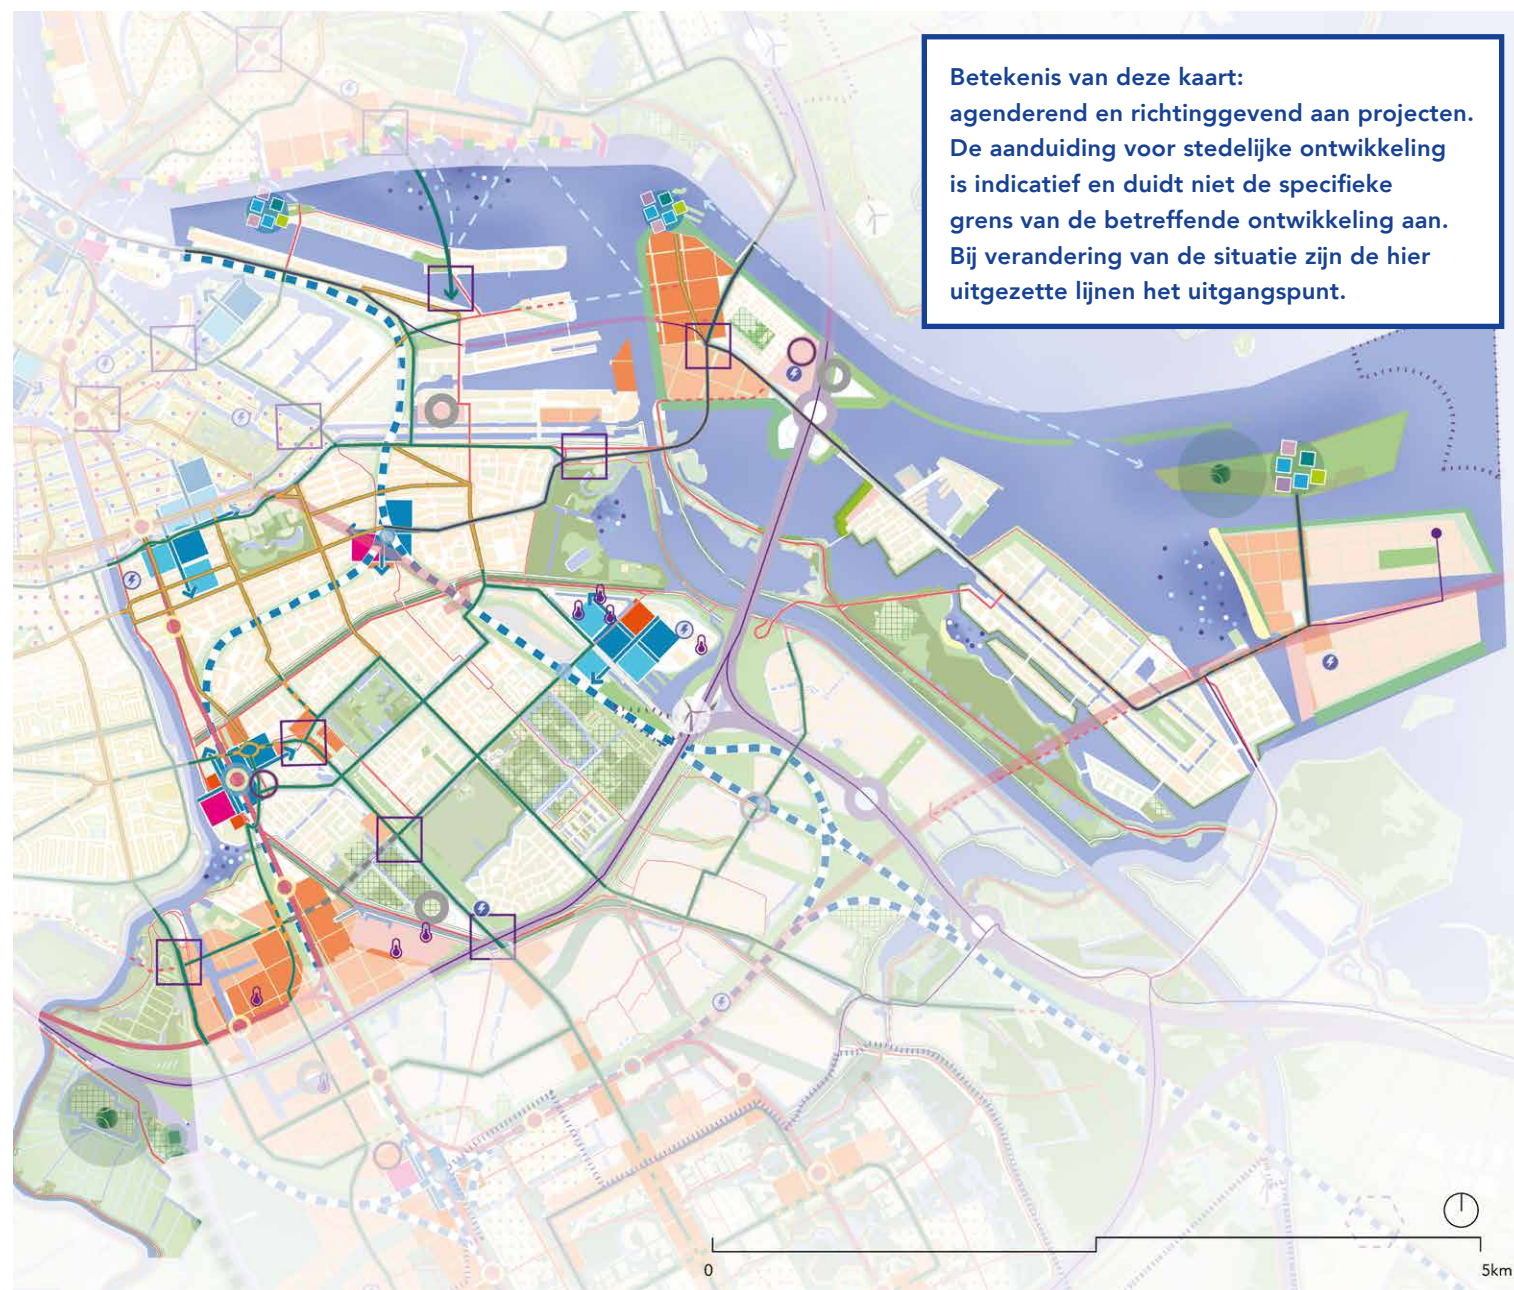 Betekenis van deze kaart:
agenderend en richtinggevend aan projecten.
De aanduiding voor stedelijke ontwikkeling
is indicatief en duidt niet de specifieke
grens van de betreffende ontwikkeling aan.
Bij verandering van de situatie zijn de hier
uitgezette lijnen het uitgangspunt.
0
5km